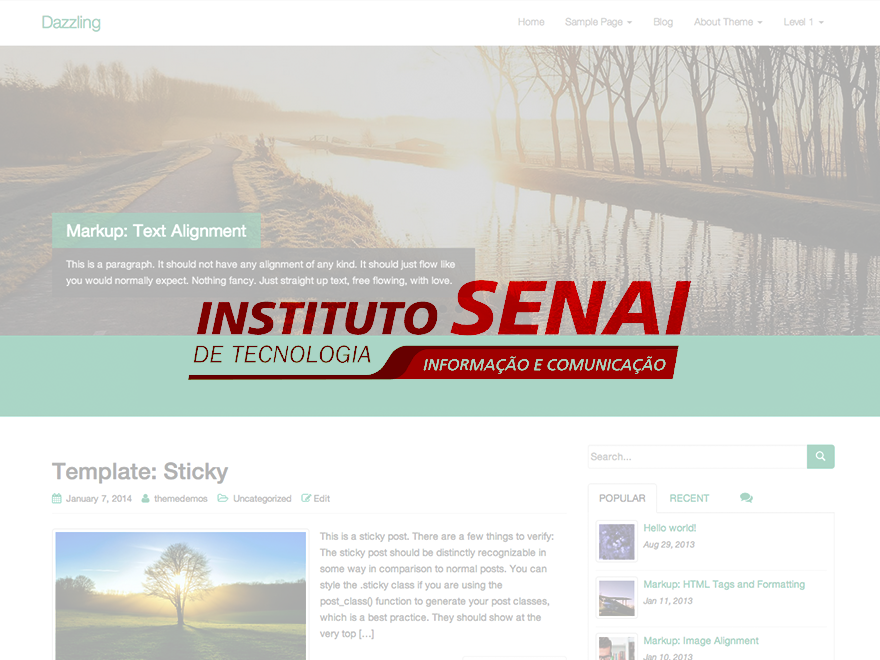 Dazzling
Home Sample Page Blog About Theme Level 1
Markup: Text Alignment
This is a paragraph. It should not have any alignment of any kind. It should just flow like
you would normally expect. Nothing fancy. Just straight up text, free flowing, with love.
INSTITUTO SENAI
DE TECNOLOGIA
INFORMAÇÃO E COMUNICAÇÃO
Template: Sticky
January 7, 2014 themedemos Uncategorized Edit
This is a sticky post. There are a few things to verify:
The sticky post should be distinctly recognizable in
some way in comparison to normal posts. You can
style the .sticky class if you are using the
post_class() function to generate your post classes,
which is a best practice. They should show at the
very top [...]
Search...
POPULAR RECENT
Hello world!
Aug 29, 2013
Markup: HTML Tags and Formatting
Jan 11, 2013
Markup: Image Alignment
Jan 10, 2013